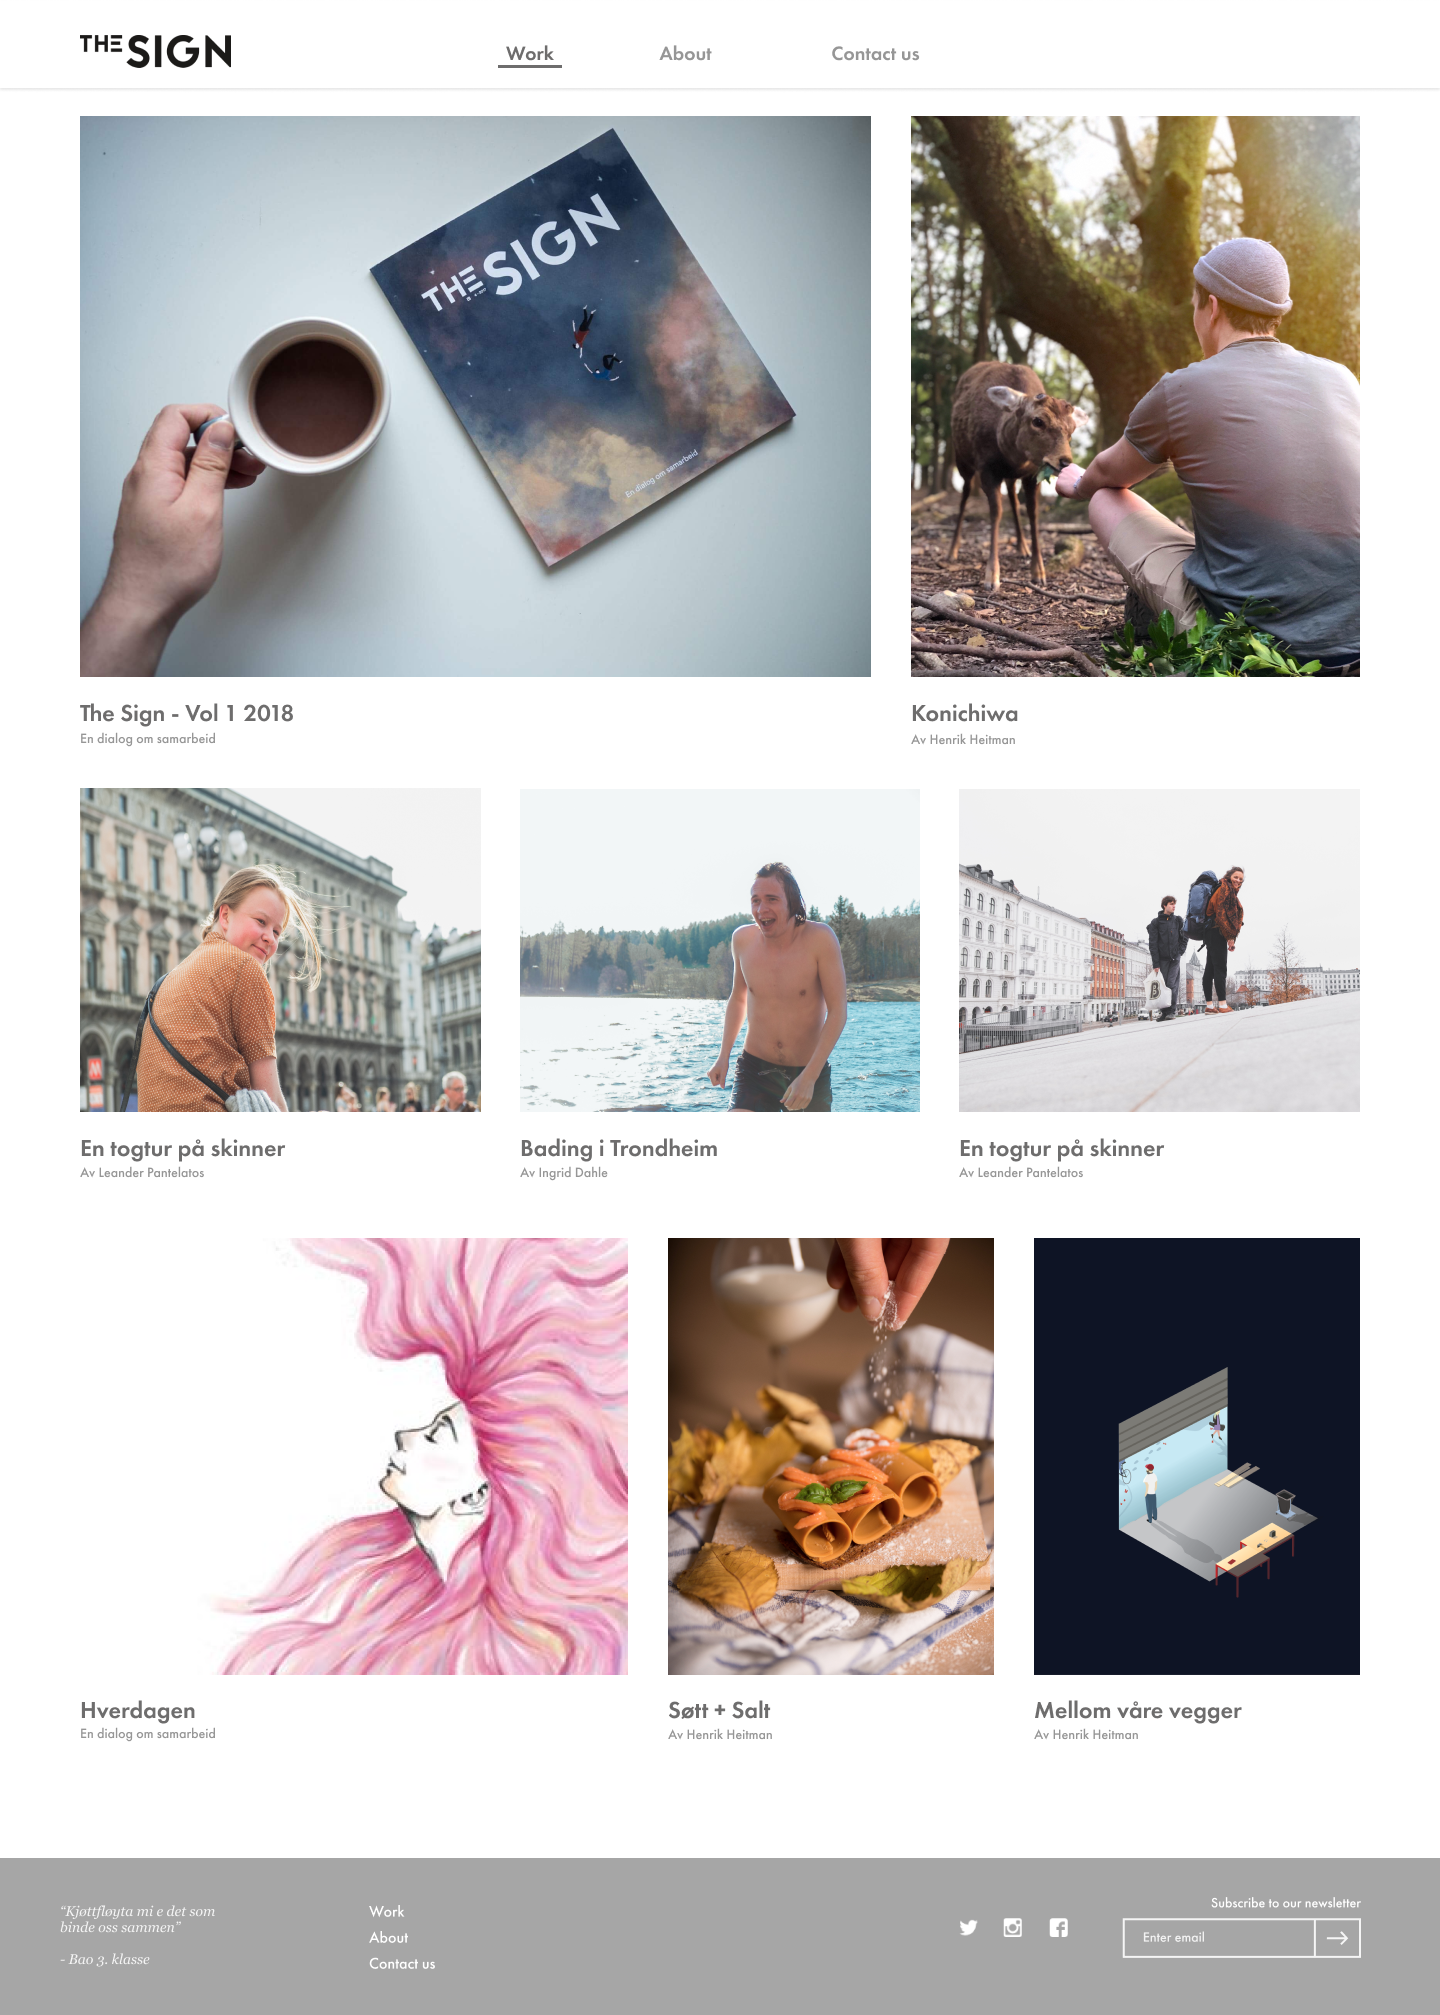 THE SIGN
Work
About
Contact us
THE SIGN
En dialog om samarbeid
The Sign - Vol 1 2018
En dialog om samarbeid
Konichiwa
Av Henrik Heitman
M
B
En togtur på skinner
Av Leander Pantelatos
Bading i Trondheim
Av Ingrid Dahle
En togtur på skinner
Av Leander Pantelatos
Hverdagen
En dialog om samarbeid
Søtt + Salt
Av Henrik Heitman
Mellom våre vegger
Av Henrik Heitman
“Kjøttfløyta mi e det som
binde oss sammen”
- Bao 3. klasse
Work
About
Contact us
Subscribe to our newsletter
Enter email